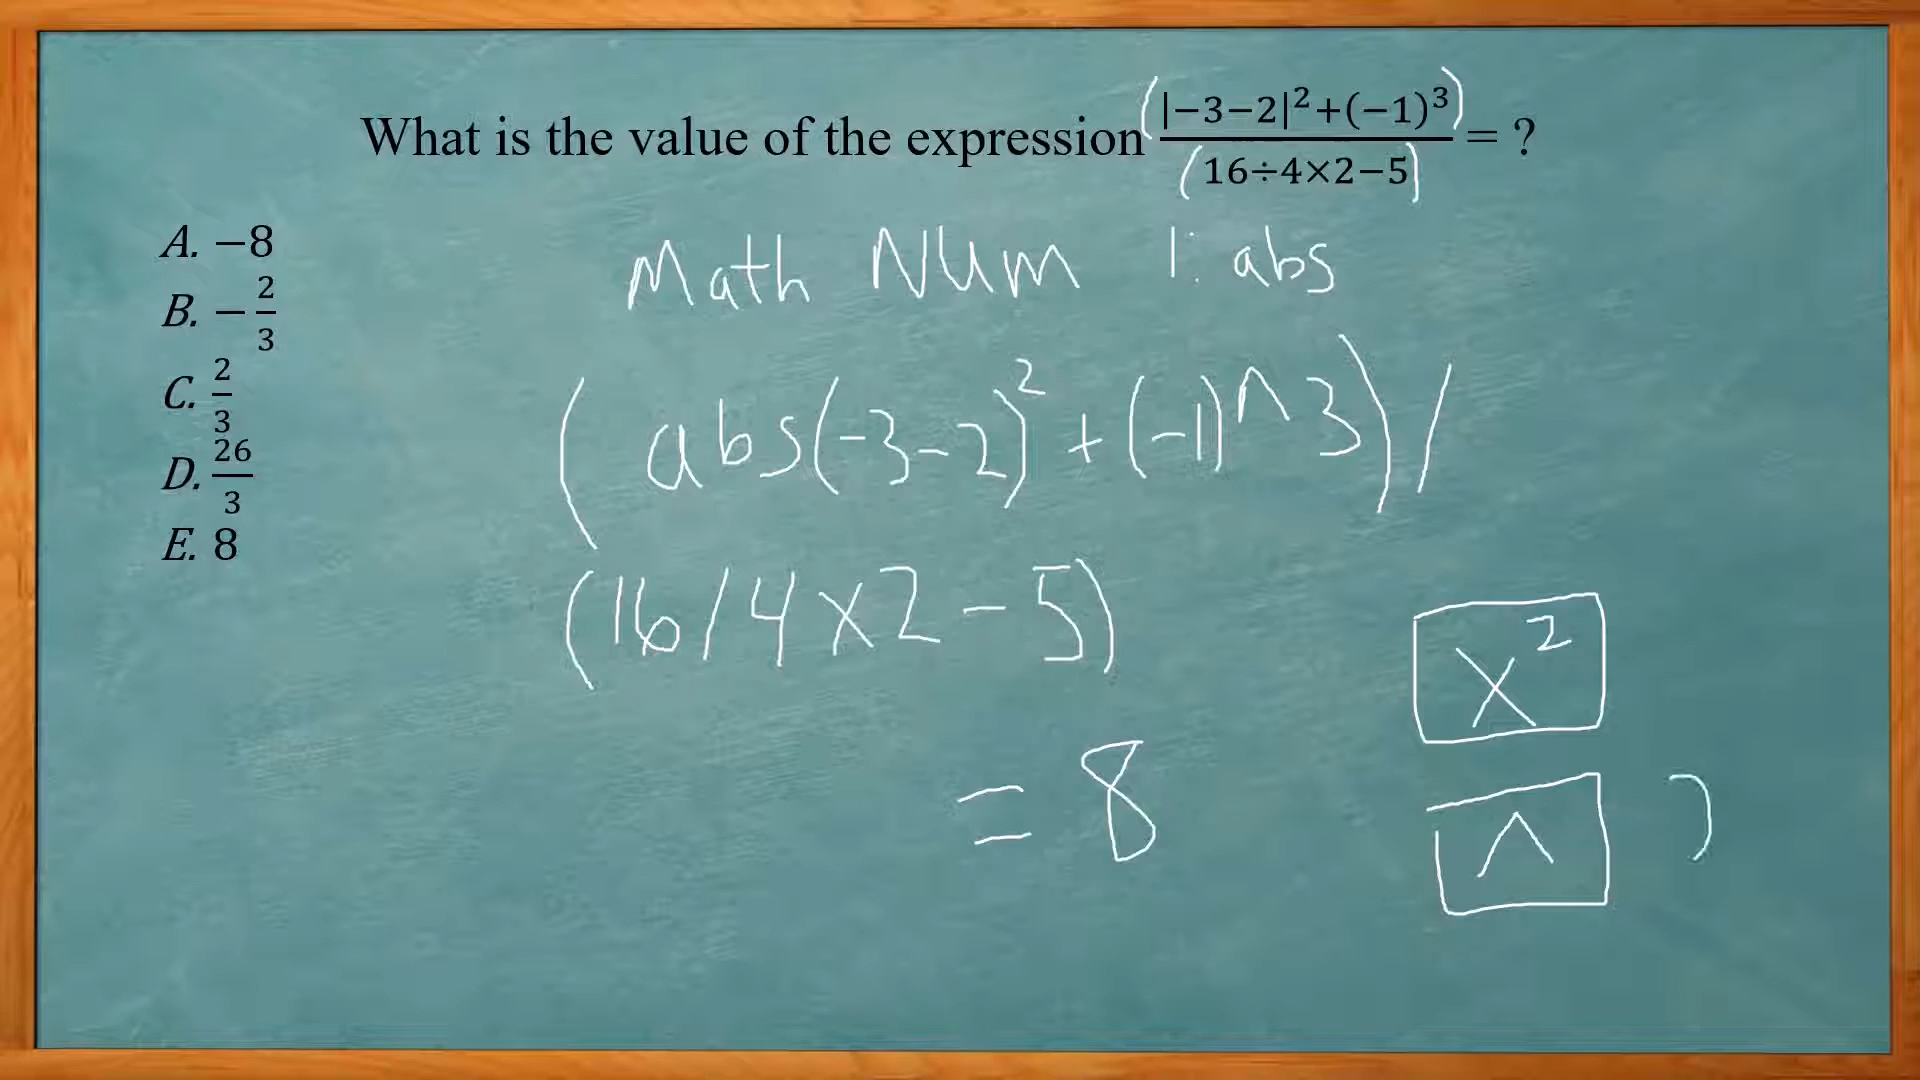 What is the value of the expression (|−3−2|²+(−1)³)/(16÷4×2−5) = ?
A. −8
B. −2/3
C. 2/3
D. 26/3
E. 8
Math Num 1: abs
( abs(-3-2)² + (-1)^3) /
(16/4x2-5)
= 8
x²
^ )